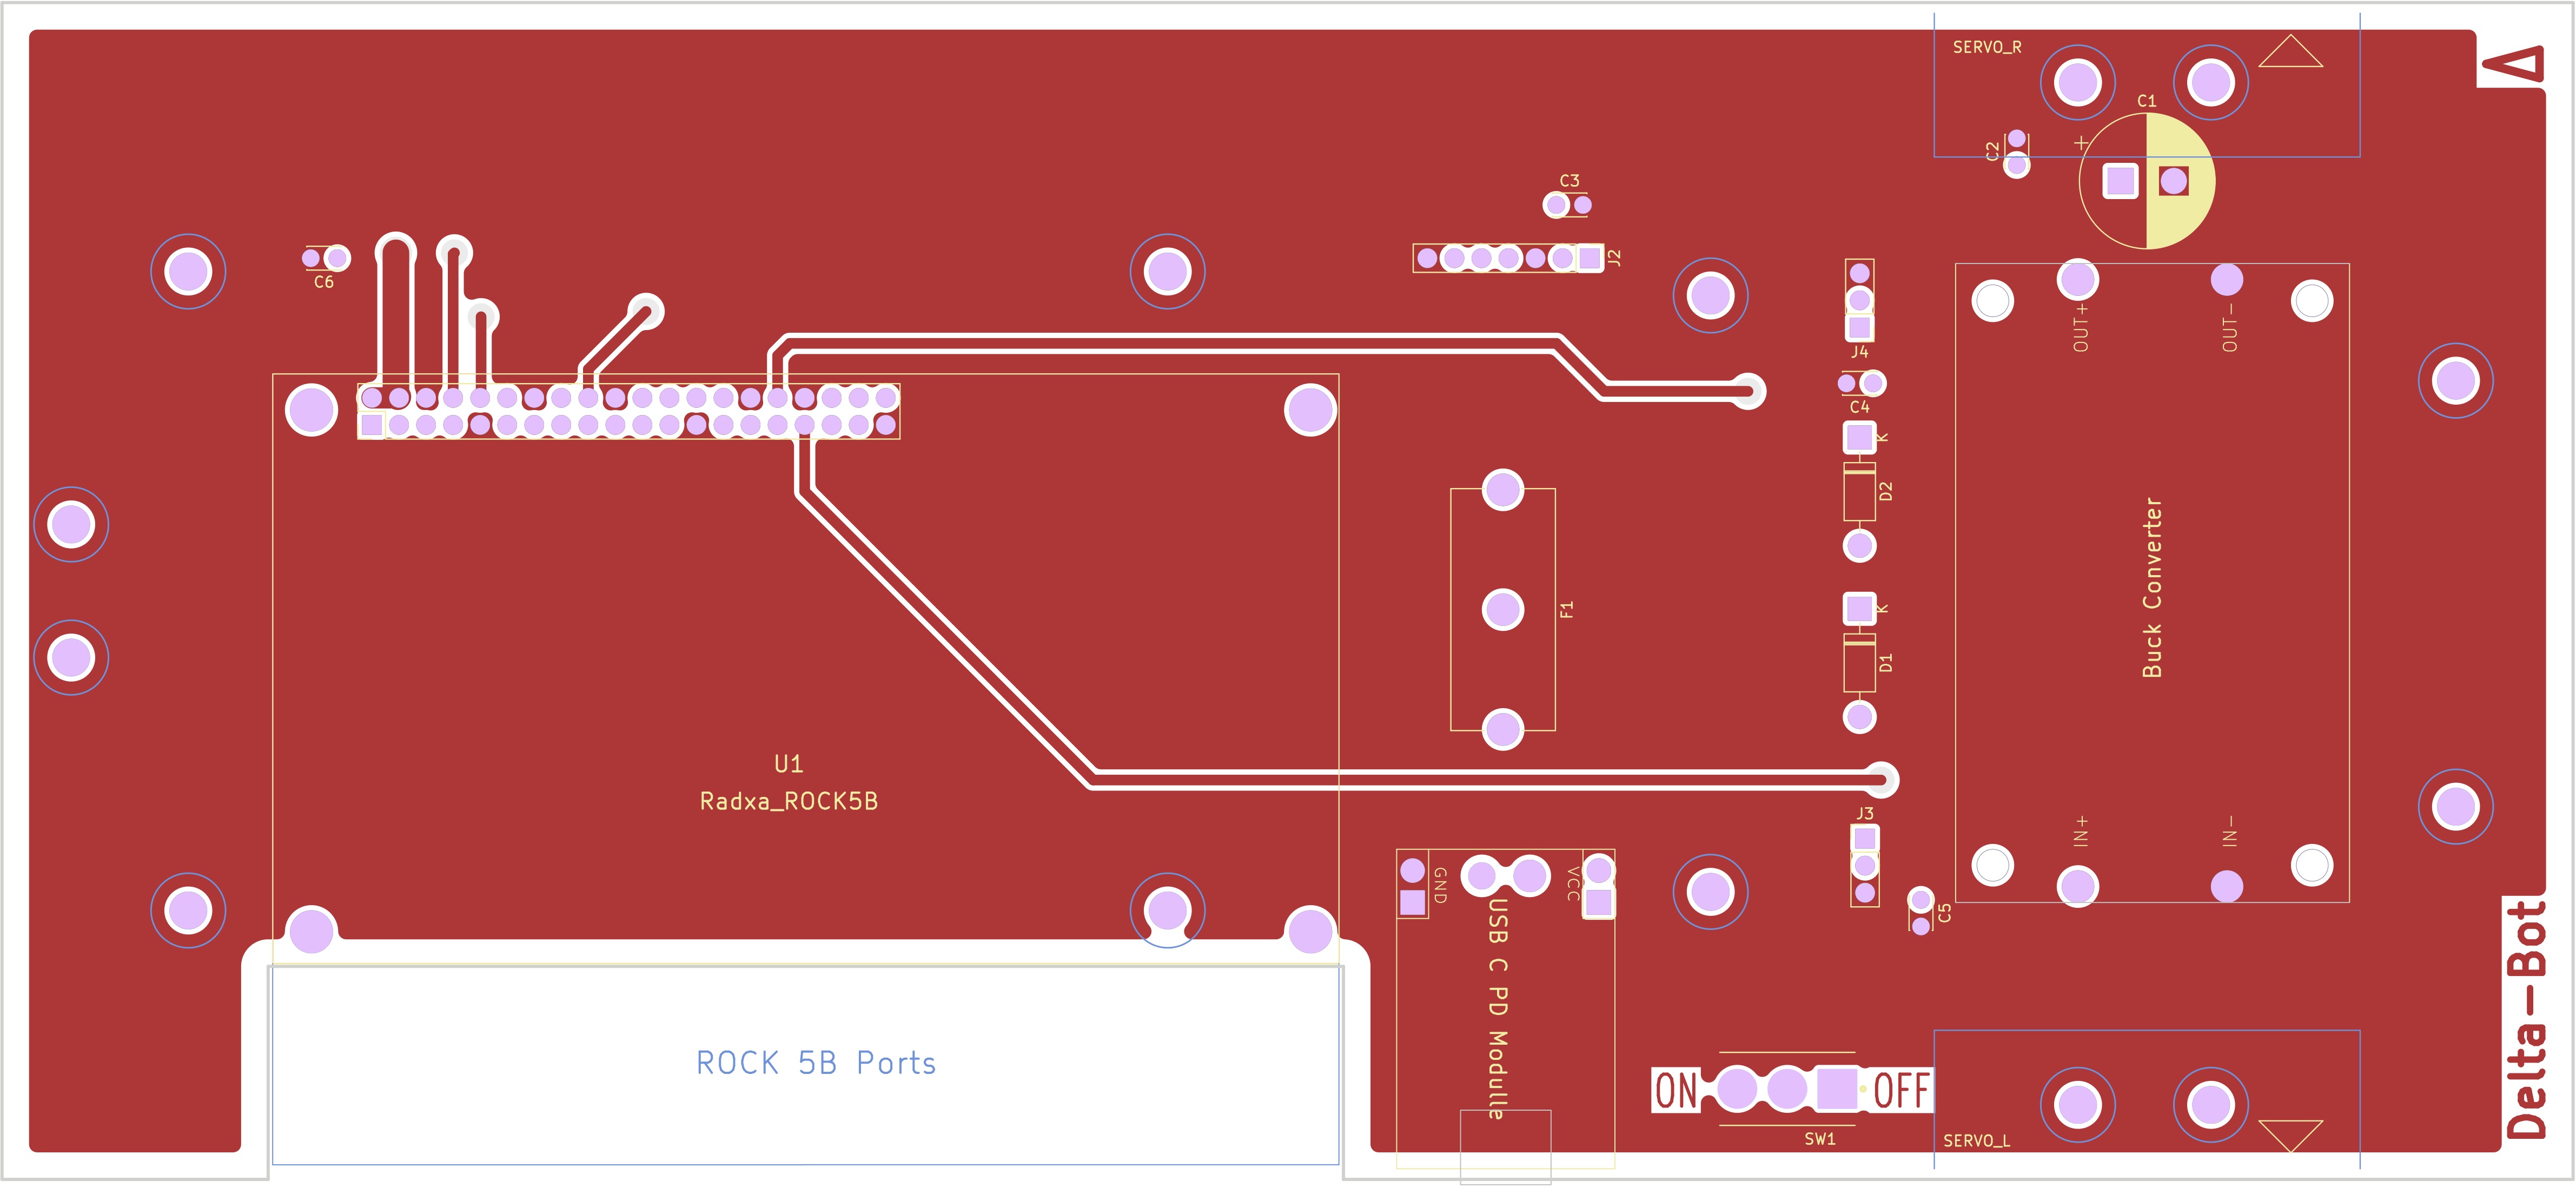 SERVO_R
Δ
C1
C2
C3
J2
C6
OUT+
OUT-
J4
C4
K
D2
F1
Buck Converter
K
D1
U1
Radxa_ROCK5B
J3
IN+
IN-
GND
VCC
C5
USB C PD Modulle
Delta-Bot
ROCK 5B Ports
ON
OFF
SW1
SERVO_L